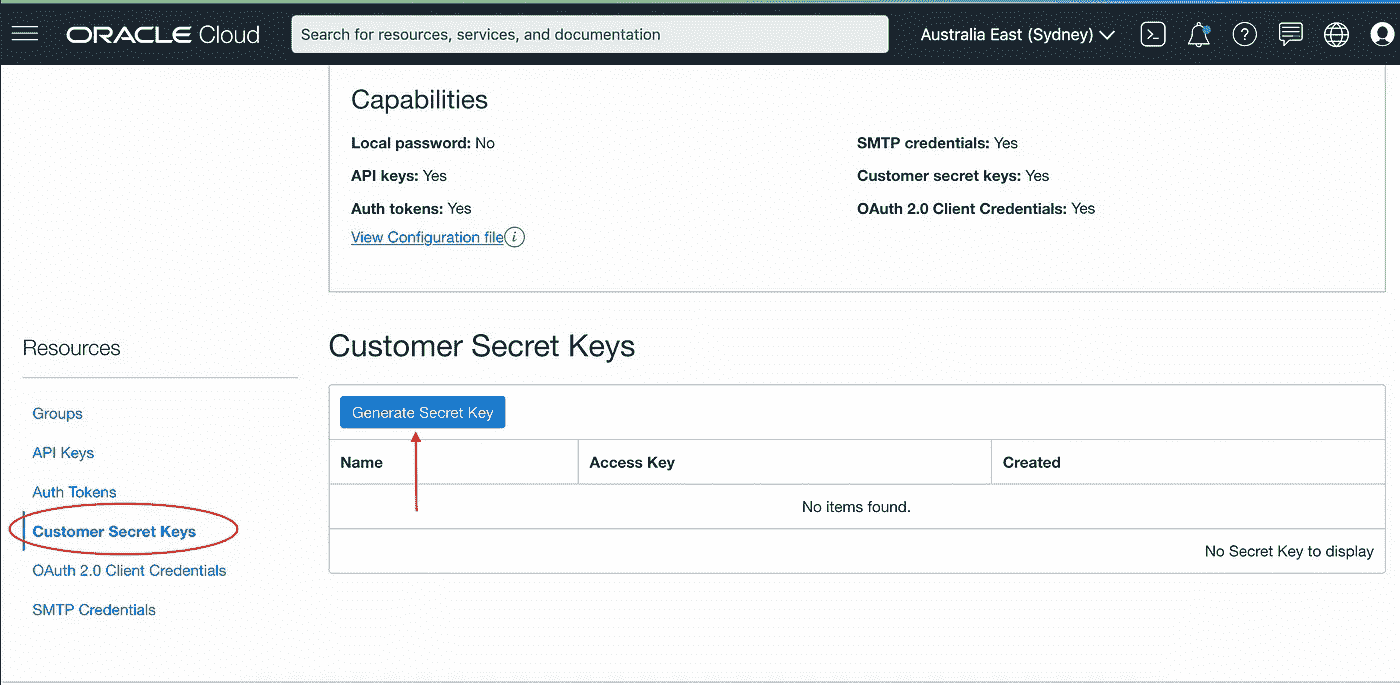 ORACLE Cloud
Search for resources, services, and documentation
Australia East (Sydney)
Capabilities
Local password: No
SMTP credentials: Yes
API keys: Yes
Customer secret keys: Yes
Auth tokens: Yes
OAuth 2.0 Client Credentials: Yes
View Configuration file
Resources
Groups
API Keys
Auth Tokens
Customer Secret Keys
OAuth 2.0 Client Credentials
SMTP Credentials
Customer Secret Keys
Generate Secret Key
Name Access Key Created
No items found.
No Secret Key to display